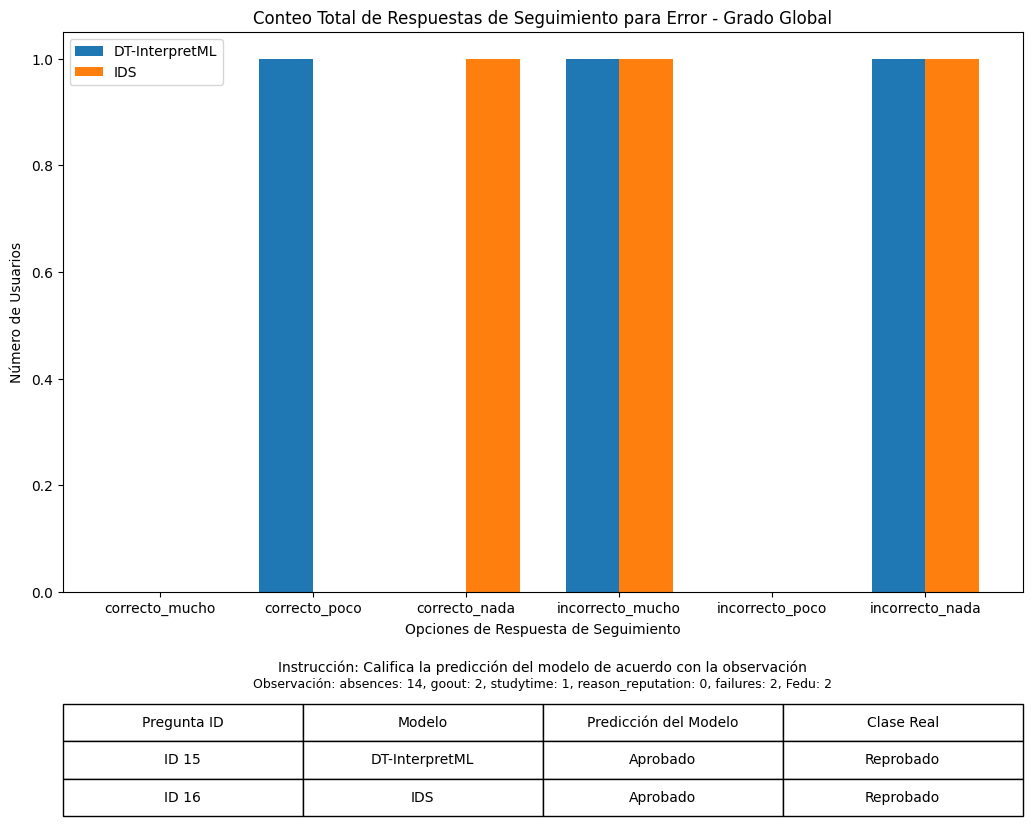 Conteo Total de Respuestas de Seguimiento para Error - Grado Global
DT-InterpretML
IDS
1.0
0.8
0.6
0.4
0.2
0.0
Número de Usuarios
correcto_mucho correcto_poco correcto_nada incorrecto_mucho incorrecto_poco incorrecto_nada
Opciones de Respuesta de Seguimiento
Instrucción: Califica la predicción del modelo de acuerdo con la observación
Observación: absences: 14, goout: 2, studytime: 1, reason_reputation: 0, failures: 2, Fedu: 2
Pregunta ID Modelo Predicción del Modelo Clase Real
ID 15 DT-InterpretML Aprobado Reprobado
ID 16 IDS Aprobado Reprobado